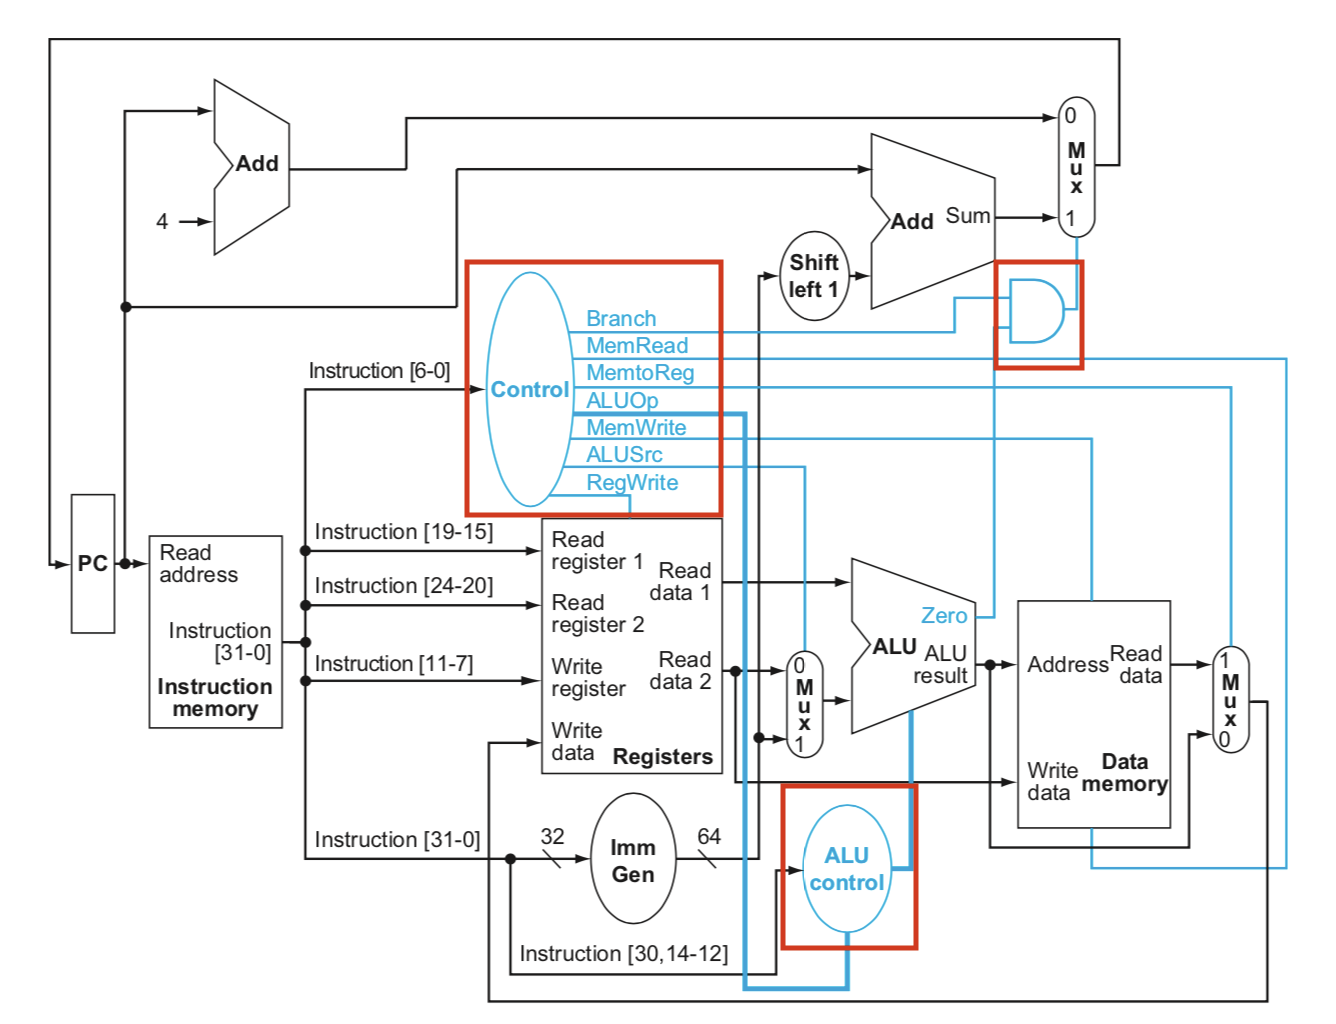 Add
4
0
Mux
1
Add Sum
Shift
left 1
Branch
MemRead
MemtoReg
ALUOp
MemWrite
ALUSrc
RegWrite
Control
Instruction [6-0]
Instruction [19-15]
Instruction [24-20]
Instruction [11-7]
Instruction [31-0]
PC
Read
address
Instruction
[31-0]
Instruction
memory
Read
register 1
Read
register 2
Write
register
Write
data
Read
data 1
Read
data 2
Registers
0
Mux
1
Zero
ALU
ALU
result
Address
Read
data
Write
data
Data
memory
1
Mux
0
32
Imm
Gen
64
ALU
control
Instruction [30,14-12]